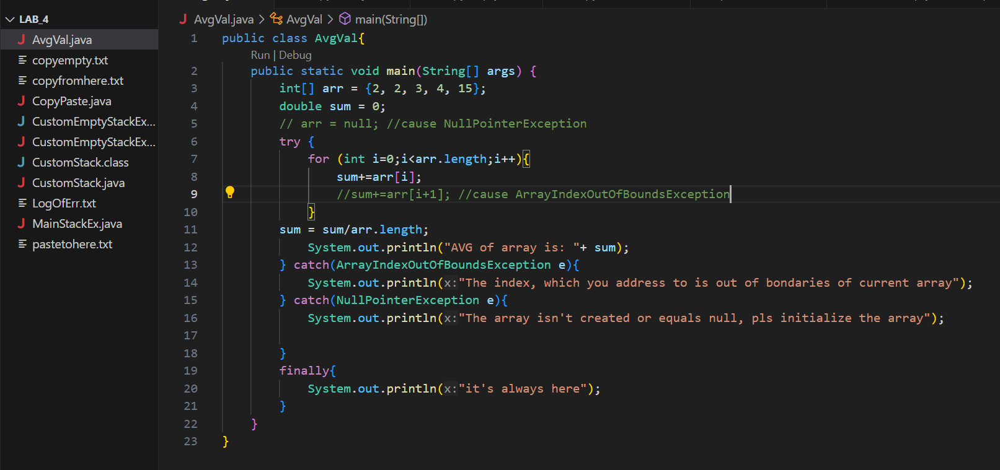 LAB_4
AvgVal.java
copyempty.txt
copyfromhere.txt
CopyPaste.java
CustomEmptyStackEx...
CustomEmptyStackEx...
CustomStack.class
CustomStack.java
LogOfErr.txt
MainStackEx.java
pastetohere.txt
AvgVal.java > AvgVal > main(String[])
1 public class AvgVal{
Run | Debug
2 public static void main(String[] args) {
3 int[] arr = {2, 2, 3, 4, 15};
4 double sum = 0;
5 // arr = null; //cause NullPointerException
6 try {
7 for (int i=0;i<arr.length;i++){
8 sum+=arr[i];
9 //sum+=arr[i+1]; //cause ArrayIndexOutOfBoundsException
10 }
11 sum = sum/arr.length;
12 System.out.println("AVG of array is: "+ sum);
13 } catch(ArrayIndexOutOfBoundsException e){
14 System.out.println(x:"The index, which you address to is out of bondaries of current array");
15 } catch(NullPointerException e){
16 System.out.println(x:"The array isn't created or equals null, pls initialize the array");
17
18 }
19 finally{
20 System.out.println(x:"it's always here");
21 }
22 }
23 }